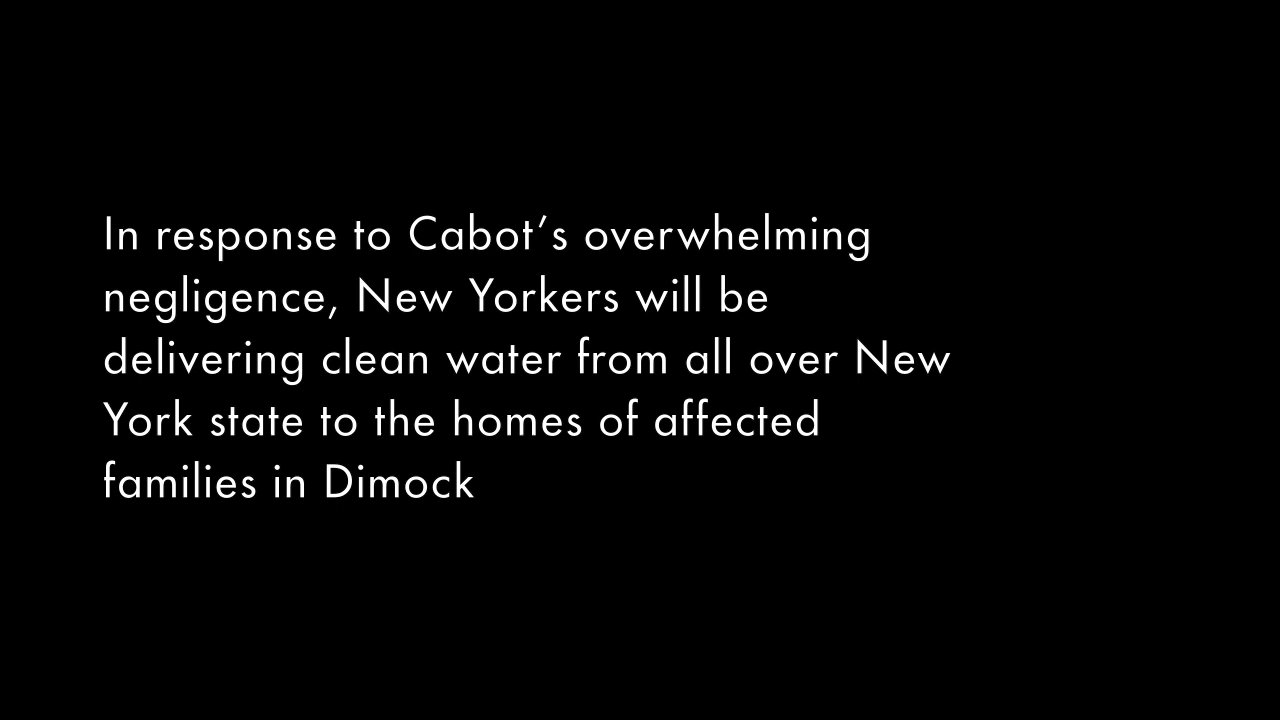 In response to Cabot’s overwhelming
negligence, New Yorkers will be
delivering clean water from all over New
York state to the homes of affected
families in Dimock